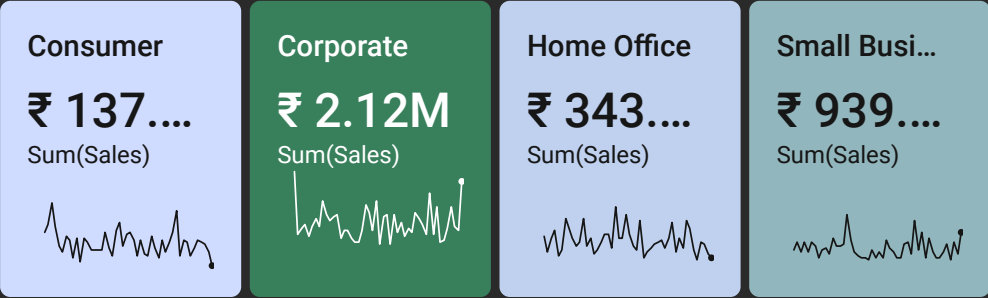 Consumer
₹ 137....
Sum(Sales)
Corporate
₹ 2.12M
Sum(Sales)
Home Office
₹ 343....
Sum(Sales)
Small Busi...
₹ 939....
Sum(Sales)